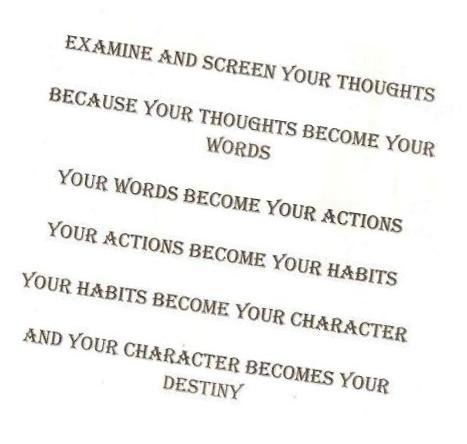 EXAMINE AND SCREEN YOUR THOUGHTS
BECAUSE YOUR THOUGHTS BECOME YOUR
WORDS
YOUR WORDS BECOME YOUR ACTIONS
YOUR ACTIONS BECOME YOUR HABITS
YOUR HABITS BECOME YOUR CHARACTER
AND YOUR CHARACTER BECOMES YOUR
DESTINY